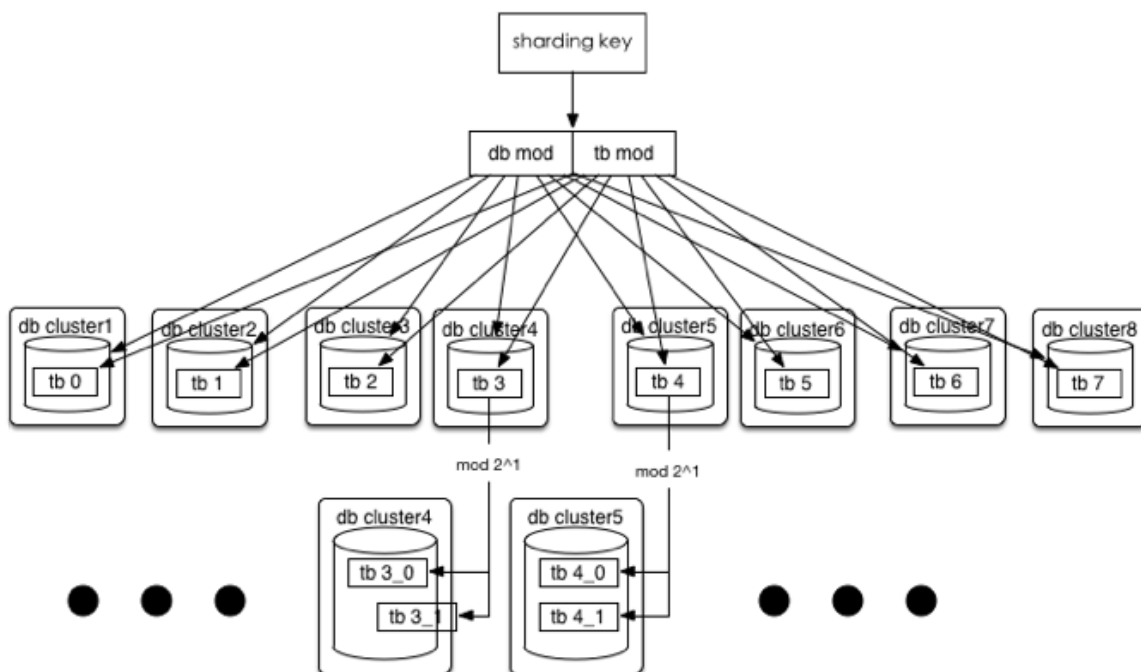 sharding key
db mod
tb mod
db cluster1
db cluster2
db cluster3
db cluster4
db cluster5
db cluster6
db cluster7
db cluster8
tb 0
tb 1
tb 2
tb 3
tb 4
tb 5
tb 6
tb 7
mod 2^1
mod 2^1
db cluster4
db cluster5
tb 3_0
tb 4_0
tb 3_1
tb 4_1